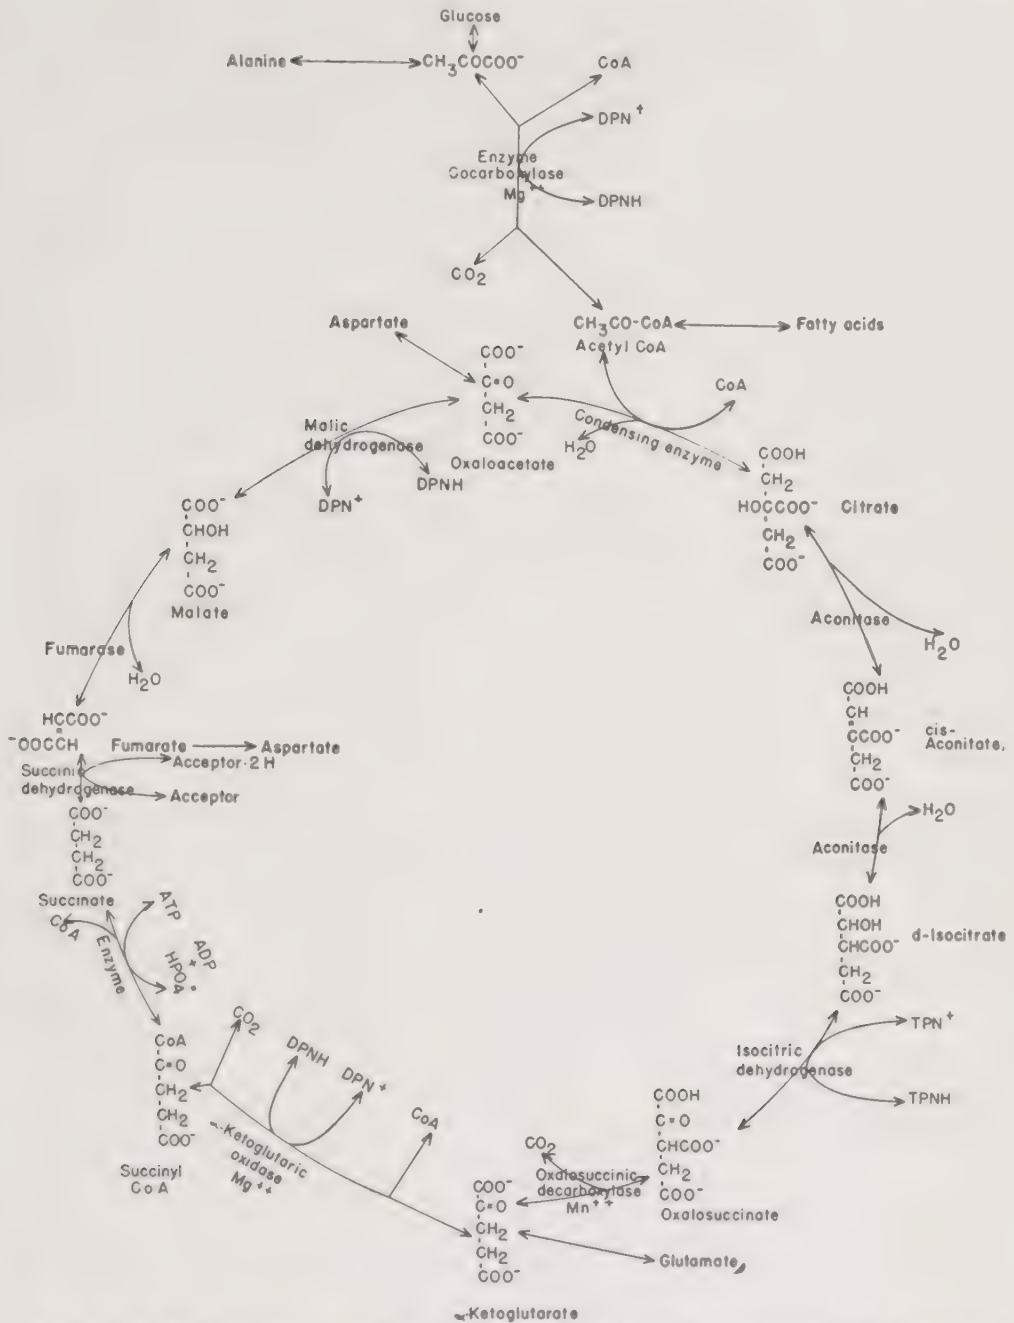 Glucose
Alanine
CH3COCOO-
CoA
DPN+
Enzyme
Cocarboxylase
Mg++
DPNH
CO2
Aspartate
CH3CO-CoA
Fatty acids
Acetyl CoA
COO-
C=O
CH2
COO-
Oxaloacetate
CoA
H2O
Condensing enzyme
Malic
dehydrogenase
DPN+
DPNH
COOH
CH2
HOCCOO-
Citrate
CH2
COO-
COO-
CHOH
CH2
COO-
Malate
Aconitase
H2O
Fumarase
H2O
COOH
CH
CCOO-
CH2
COO-
cis-
Aconitate,
HCCOO-
-OOCCH
Fumarate
Aspartate
Acceptor·2H
Succinic
dehydrogenase
Acceptor
H2O
Aconitase
COO-
CH2
CH2
COO-
Succinate
COOH
CHOH
CHCOO-
CH2
COO-
d-Isocitrate
CoA
ATP
Enzyme
ADP
+
HPO4=
TPN+
Isocitric
dehydrogenase
TPNH
CoA
C=O
CH2
CH2
COO-
Succinyl
CoA
CO2
DPNH
DPN+
CoA
∝-Ketoglutaric
oxidase
Mg++
COOH
C=O
CHCOO-
CH2
COO-
Oxalosuccinate
CO2
Oxalosuccinic
decarboxylase
Mn++
COO-
C=O
CH2
CH2
COO-
Glutamate,
∝-Ketoglutarate